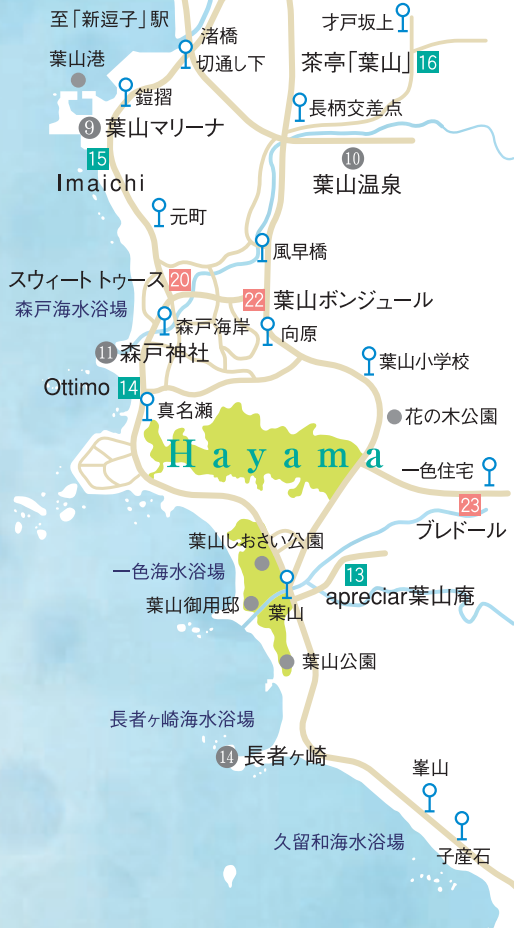 至「新逗子」駅
才戸坂上
渚橋
切通し下
茶亭「葉山」 16
葉山港
鐙摺
長柄交差点
9 葉山マリーナ
15
Imaichi
10
葉山温泉
元町
風早橋
スウィート トゥース 20
22 葉山ボンジュール
森戸海水浴場
森戸海岸
向原
11 森戸神社
葉山小学校
Ottimo 14
真名瀬
花の木公園
Hayama
一色住宅
23
ブレドール
葉山しおさい公園
一色海水浴場
13
apreciar葉山庵
葉山御用邸
葉山
葉山公園
長者ヶ崎海水浴場
14 長者ヶ崎
峯山
久留和海水浴場
子産石